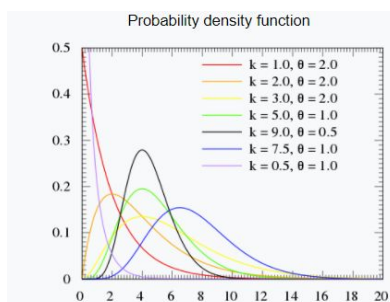 Probability density function
0.5
0.4
0.3
0.2
0.1
0
k = 1.0, θ = 2.0
k = 2.0, θ = 2.0
k = 3.0, θ = 2.0
k = 5.0, θ = 1.0
k = 9.0, θ = 0.5
k = 7.5, θ = 1.0
k = 0.5, θ = 1.0
0 2 4 6 8 10 12 14 16 18 20